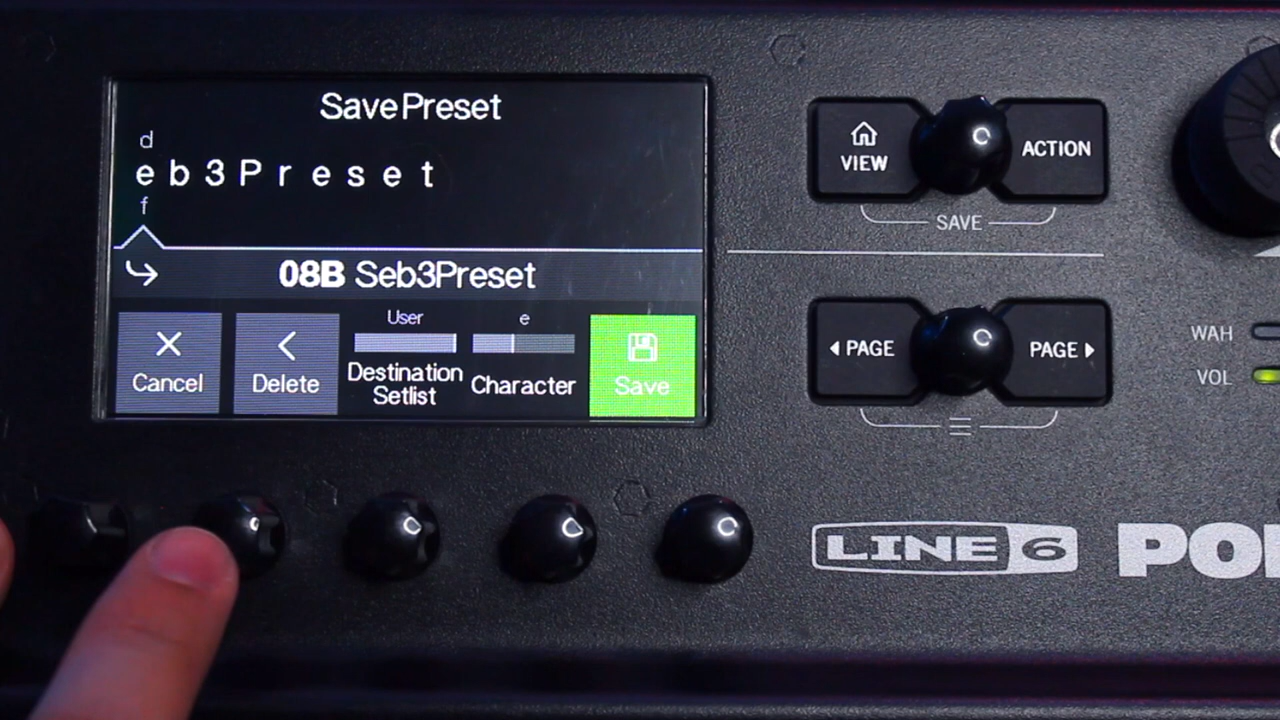 Save Preset
d
eb3Preset
f
08B Seb3Preset
User
e
Cancel
Delete
Destination
Setlist
Character
Save
VIEW
ACTION
SAVE
PAGE
PAGE
WAH
VOL
LINE 6